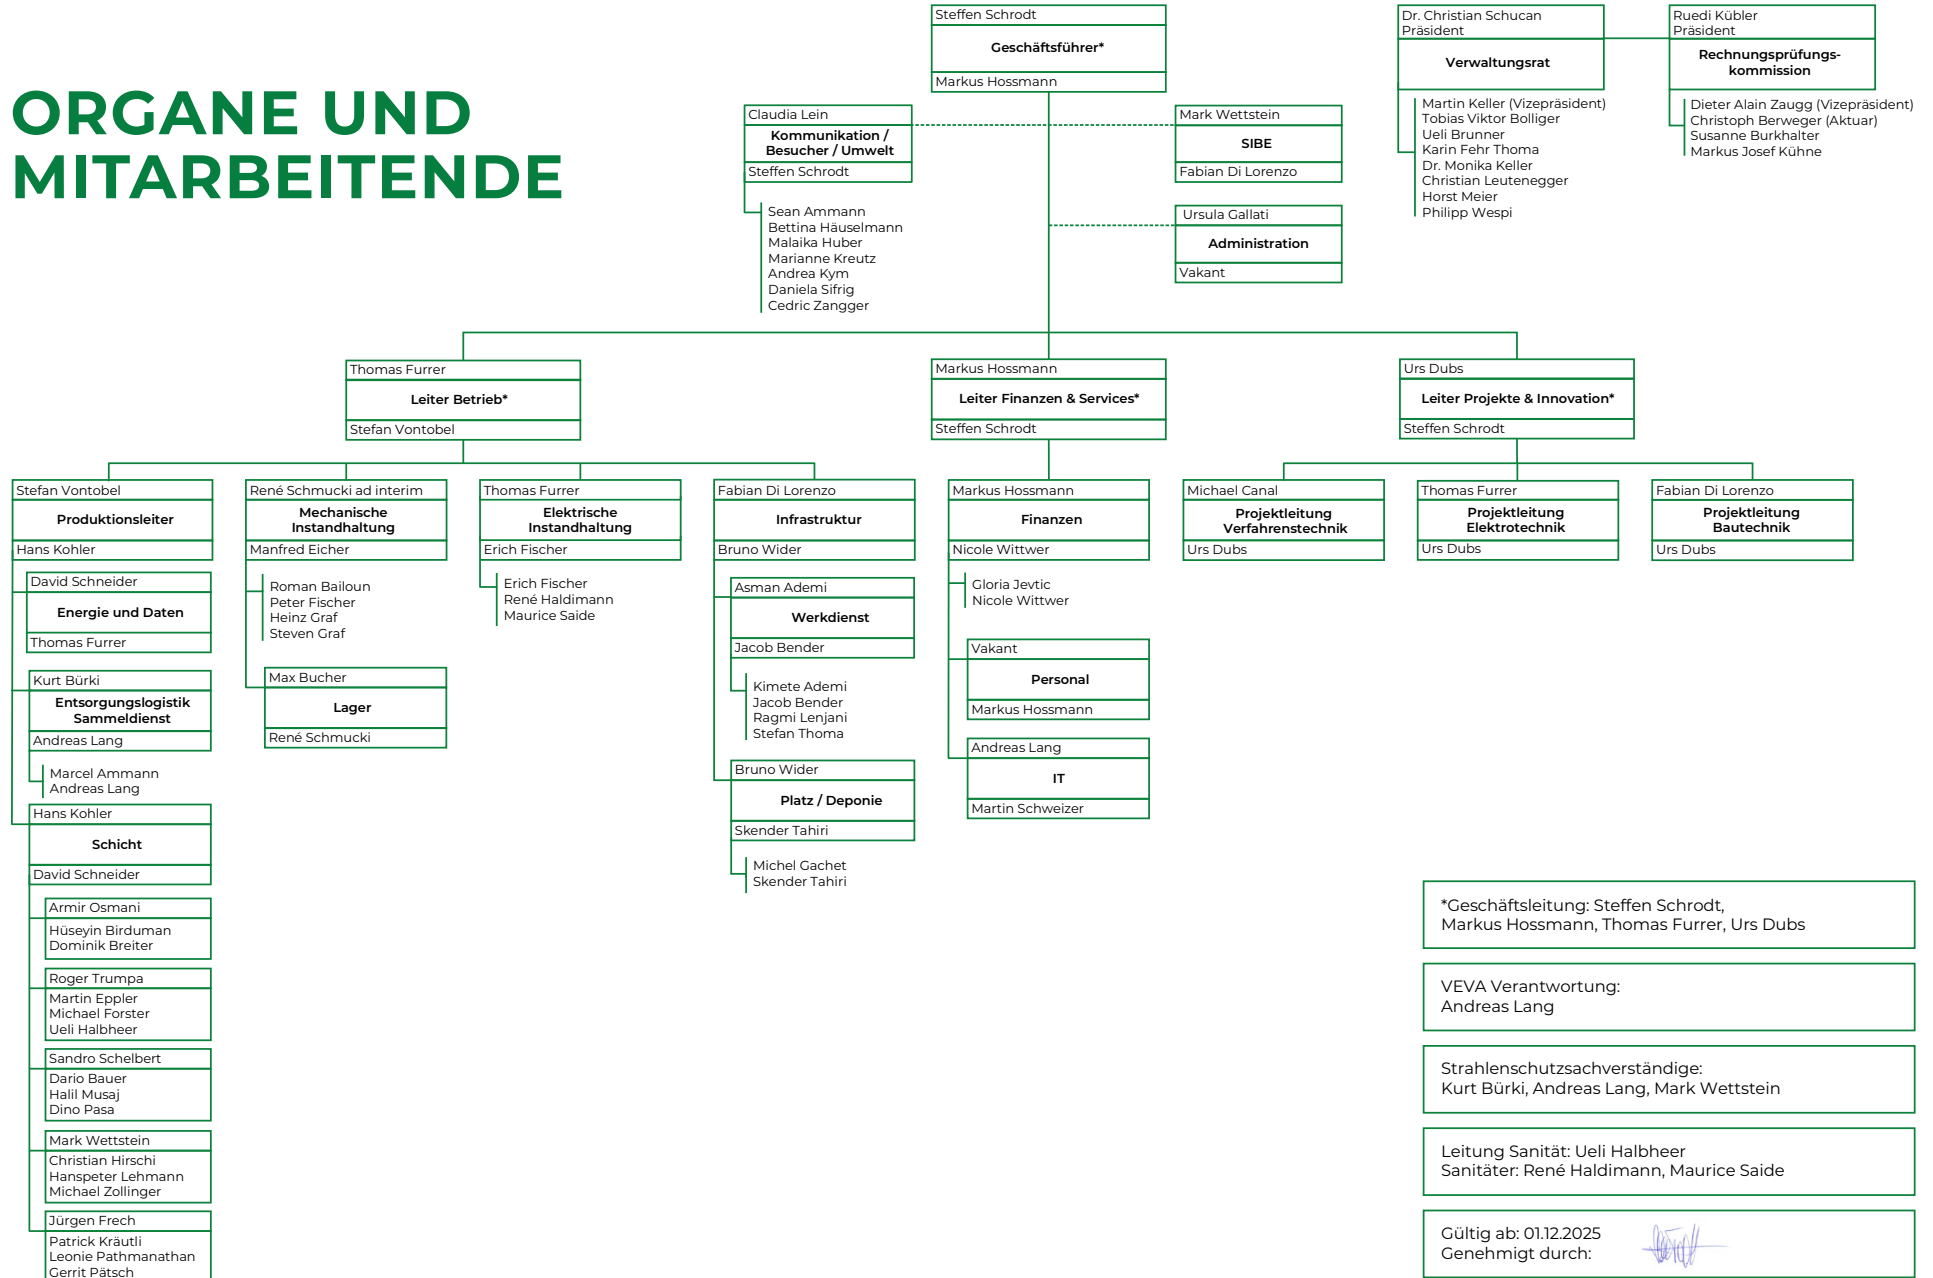 ORGANE UND
MITARBEITENDE
Steffen Schrodt
Geschäftsführer*
Markus Hossmann
Dr. Christian Schucan
Präsident
Verwaltungsrat
Martin Keller (Vizepräsident)
Tobias Viktor Bolliger
Ueli Brunner
Karin Fehr Thoma
Dr. Monika Keller
Christian Leutenegger
Horst Meier
Philipp Wespi
Ruedi Kübler
Präsident
Rechnungsprüfungs-
kommission
Dieter Alain Zaugg (Vizepräsident)
Christoph Berweger (Aktuar)
Susanne Burkhalter
Markus Josef Kühne
Claudia Lein
Kommunikation /
Besucher / Umwelt
Steffen Schrodt
Sean Ammann
Bettina Häuselmann
Malaika Huber
Marianne Kreutz
Andrea Kym
Daniela Sifrig
Cedric Zangger
Mark Wettstein
SIBE
Fabian Di Lorenzo
Ursula Gallati
Administration
Vakant
Thomas Furrer
Leiter Betrieb*
Stefan Vontobel
Markus Hossmann
Leiter Finanzen & Services*
Steffen Schrodt
Urs Dubs
Leiter Projekte & Innovation*
Steffen Schrodt
Stefan Vontobel
Produktionsleiter
Hans Kohler
David Schneider
Energie und Daten
Thomas Furrer
Kurt Bürki
Entsorgungslogistik
Sammeldienst
Andreas Lang
Marcel Ammann
Andreas Lang
Hans Kohler
Schicht
David Schneider
Armir Osmani
Hüseyin Birduman
Dominik Breiter
Roger Trumpa
Martin Eppler
Michael Forster
Ueli Halbheer
Sandro Schelbert
Dario Bauer
Halil Musaj
Dino Pasa
Mark Wettstein
Christian Hirschi
Hanspeter Lehmann
Michael Zollinger
Jürgen Frech
Patrick Kräutli
Leonie Pathmanathan
Gerrit Pätsch
René Schmucki ad interim
Mechanische
Instandhaltung
Manfred Eicher
Roman Bailoun
Peter Fischer
Heinz Graf
Steven Graf
Max Bucher
Lager
René Schmucki
Thomas Furrer
Elektrische
Instandhaltung
Erich Fischer
Erich Fischer
René Haldimann
Maurice Saide
Fabian Di Lorenzo
Infrastruktur
Bruno Wider
Asman Ademi
Werkdienst
Jacob Bender
Kimete Ademi
Jacob Bender
Ragmi Lenjani
Stefan Thoma
Bruno Wider
Platz / Deponie
Skender Tahiri
Michel Gachet
Skender Tahiri
Markus Hossmann
Finanzen
Nicole Wittwer
Gloria Jevtic
Nicole Wittwer
Vakant
Personal
Markus Hossmann
Andreas Lang
IT
Martin Schweizer
Michael Canal
Projektleitung
Verfahrenstechnik
Urs Dubs
Thomas Furrer
Projektleitung
Elektrotechnik
Urs Dubs
Fabian Di Lorenzo
Projektleitung
Bautechnik
Urs Dubs
*Geschäftsleitung: Steffen Schrodt,
Markus Hossmann, Thomas Furrer, Urs Dubs
VEVA Verantwortung:
Andreas Lang
Strahlenschutzsachverständige:
Kurt Bürki, Andreas Lang, Mark Wettstein
Leitung Sanität: Ueli Halbheer
Sanitäter: René Haldimann, Maurice Saide
Gültig ab: 01.12.2025
Genehmigt durch: